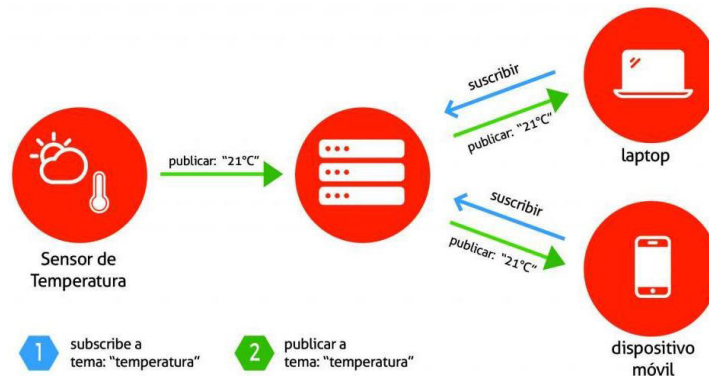 suscribir
publicar: "21°C"
laptop
publicar: "21°C"
Sensor de
Temperatura
suscribir
publicar: "21°C"
dispositivo
móvil
1
subscribe a
tema: "temperatura"
2
publicar a
tema: "temperatura"